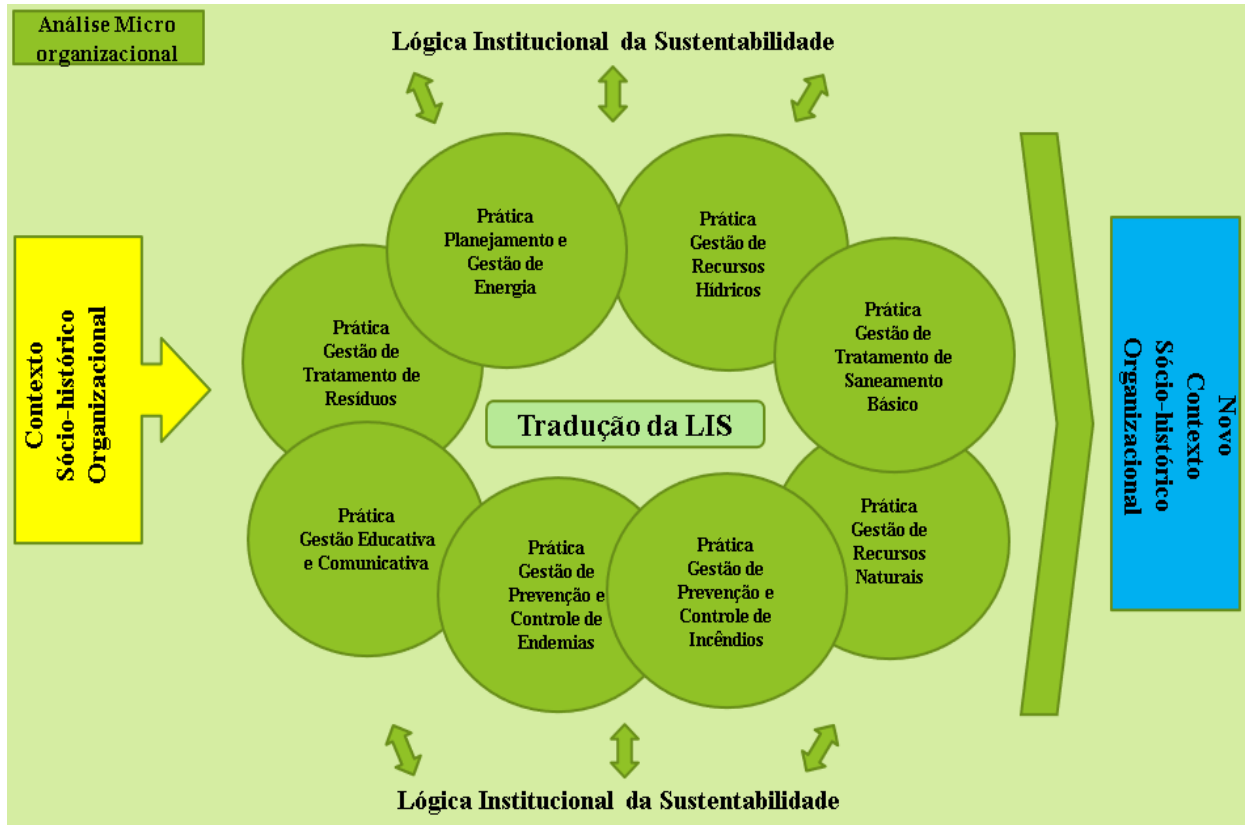 Análise Micro
organizacional
Lógica Institucional da Sustentabilidade
Contexto
Sócio-histórico
Organizacional
Prática
Planejamento e
Gestão de
Energia
Prática
Gestão de
Recursos
Hídricos
Prática
Gestão de
Tratamento de
Resíduos
Prática
Gestão de
Tratamento de
Saneamento
Básico
Tradução da LIS
Prática
Gestão Educativa
e Comunicativa
Prática
Gestão de
Prevenção e
Controle de
Endemias
Prática
Gestão de
Prevenção e
Controle de
Incêndios
Prática
Gestão de
Recursos
Naturais
Novo
Contexto
Sócio-histórico
Organizacional
Lógica Institucional da Sustentabilidade